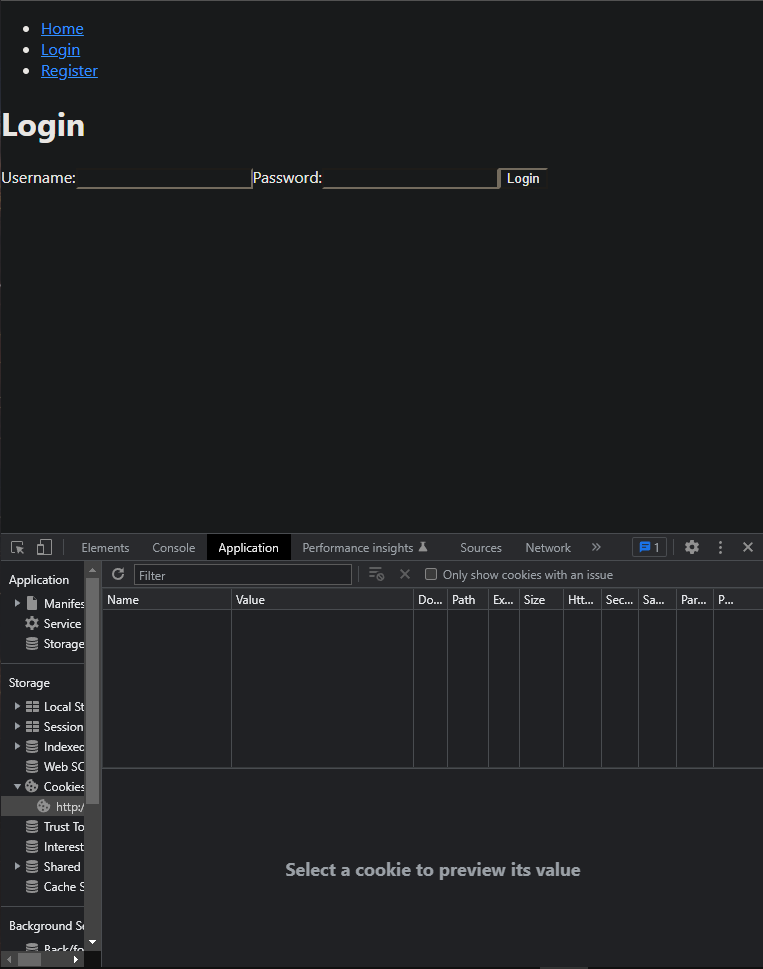 Home
Login
Register
Login
Username: Password: Login
Elements Console Application Performance insights Sources Network 1
Filter Only show cookies with an issue
Application
Manifes
Service
Storage
Storage
Local St
Session
Indexed
Web SC
Cookies
http:/
Trust To
Interest
Shared
Cache S
Background Se
Back/fo
Name Value Do... Path Ex... Size Htt... Sec... Sa... Par... P...
Select a cookie to preview its value